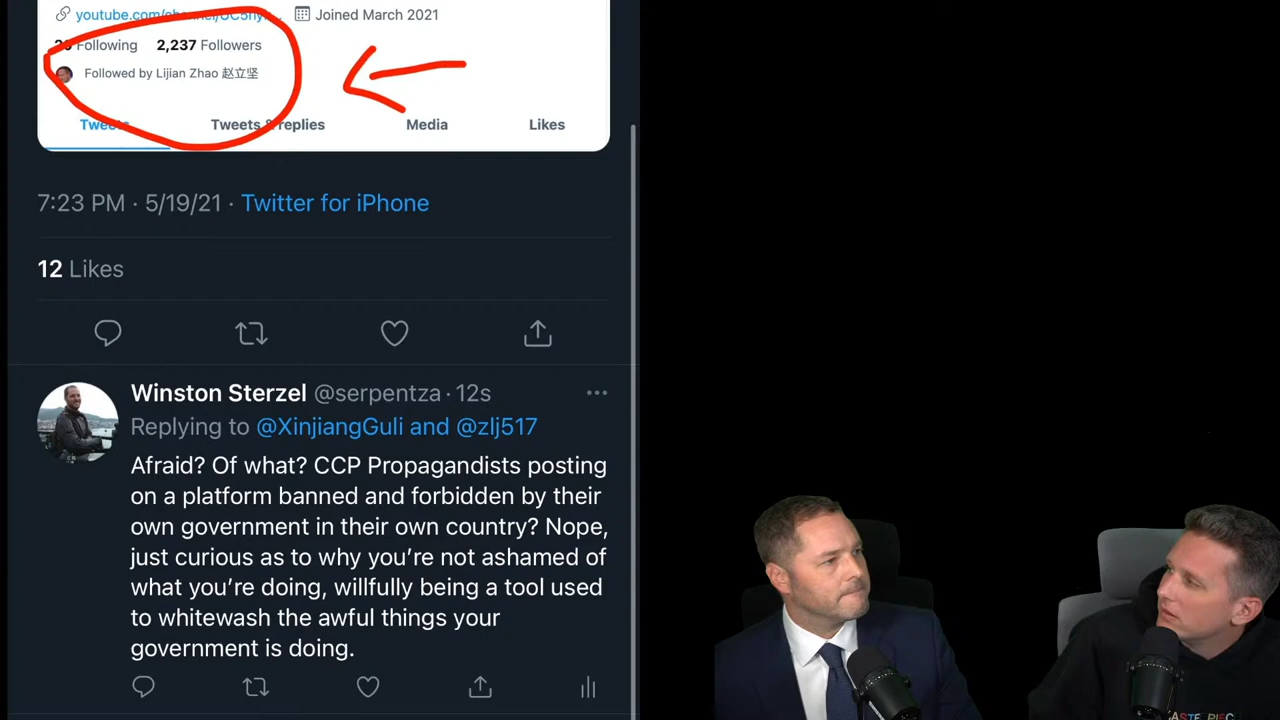 youtube.com/channel/UC5hy... Joined March 2021
Following 2,237 Followers
Followed by Lijian Zhao 赵立坚
Tweets Tweets & replies Media Likes
7:23 PM · 5/19/21 · Twitter for iPhone
12 Likes
Winston Sterzel @serpentza · 12s
Replying to @XinjiangGuli and @zlj517
Afraid? Of what? CCP Propagandists posting
on a platform banned and forbidden by their
own government in their own country? Nope,
just curious as to why you’re not ashamed of
what you’re doing, willfully being a tool used
to whitewash the awful things your
government is doing.